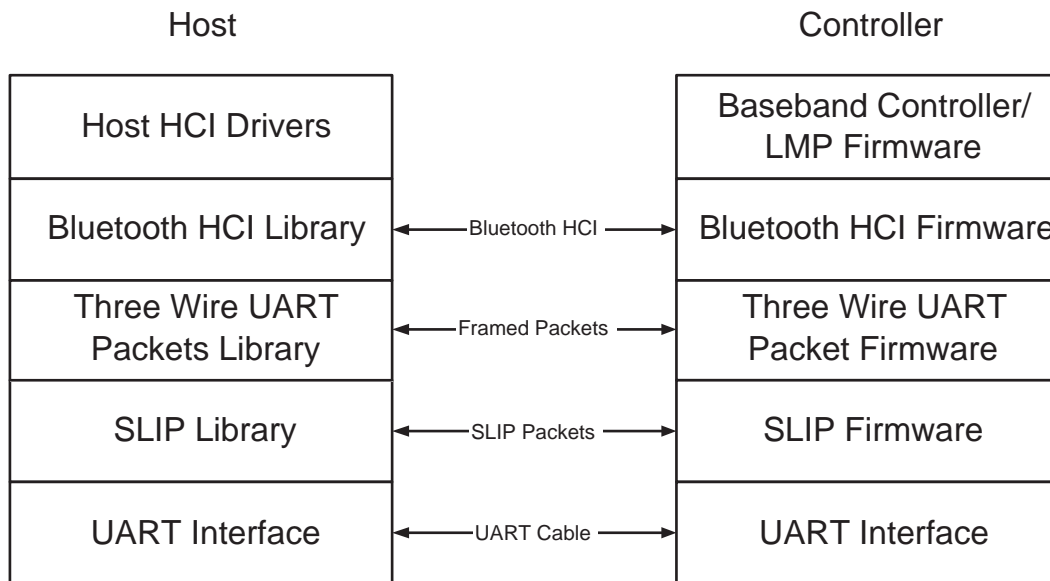 Host
Controller
Host HCI Drivers
Baseband Controller/
LMP Firmware
Bluetooth HCI Library
Bluetooth HCI
Bluetooth HCI Firmware
Three Wire UART
Packets Library
Framed Packets
Three Wire UART
Packet Firmware
SLIP Library
SLIP Packets
SLIP Firmware
UART Interface
UART Cable
UART Interface